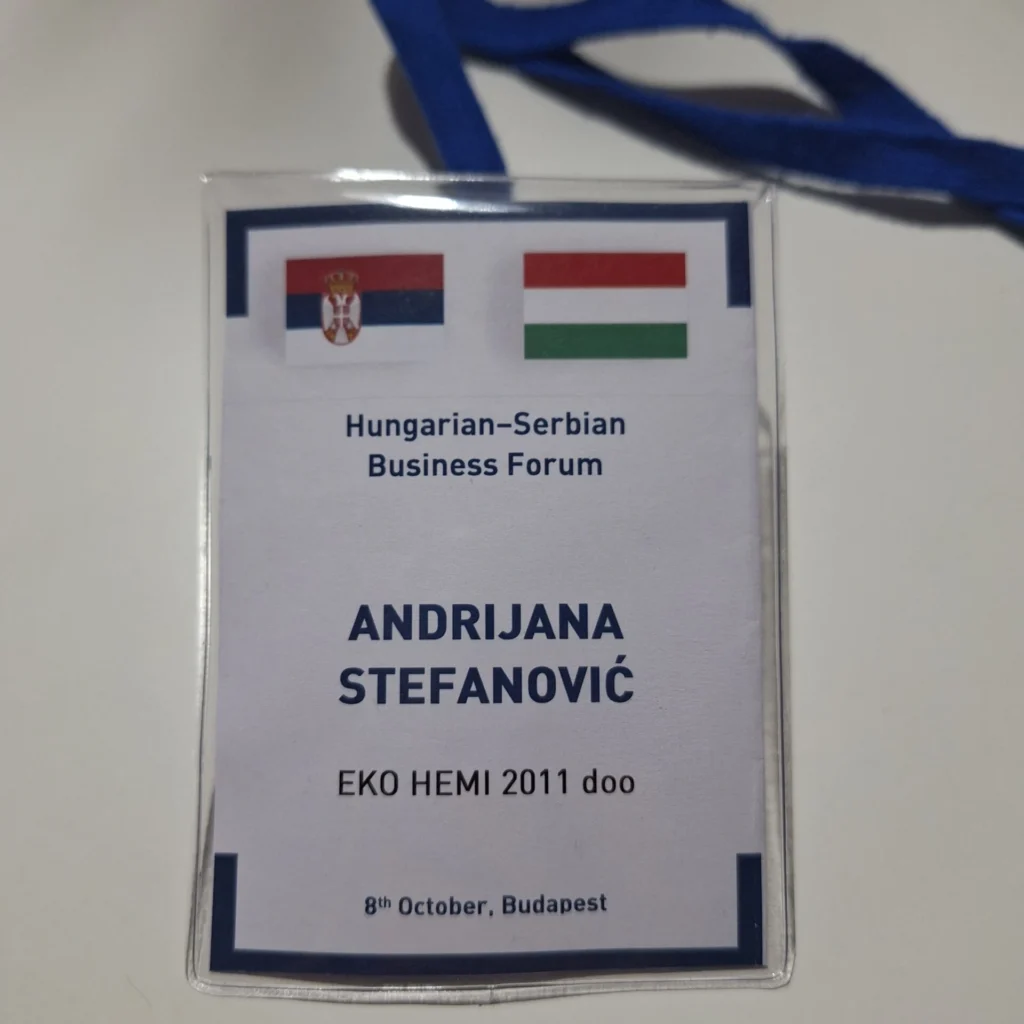 Hungarian–Serbian
Business Forum
ANDRIJANA
STEFANOVIĆ
EKO HEMI 2011 doo
8th October, Budapest